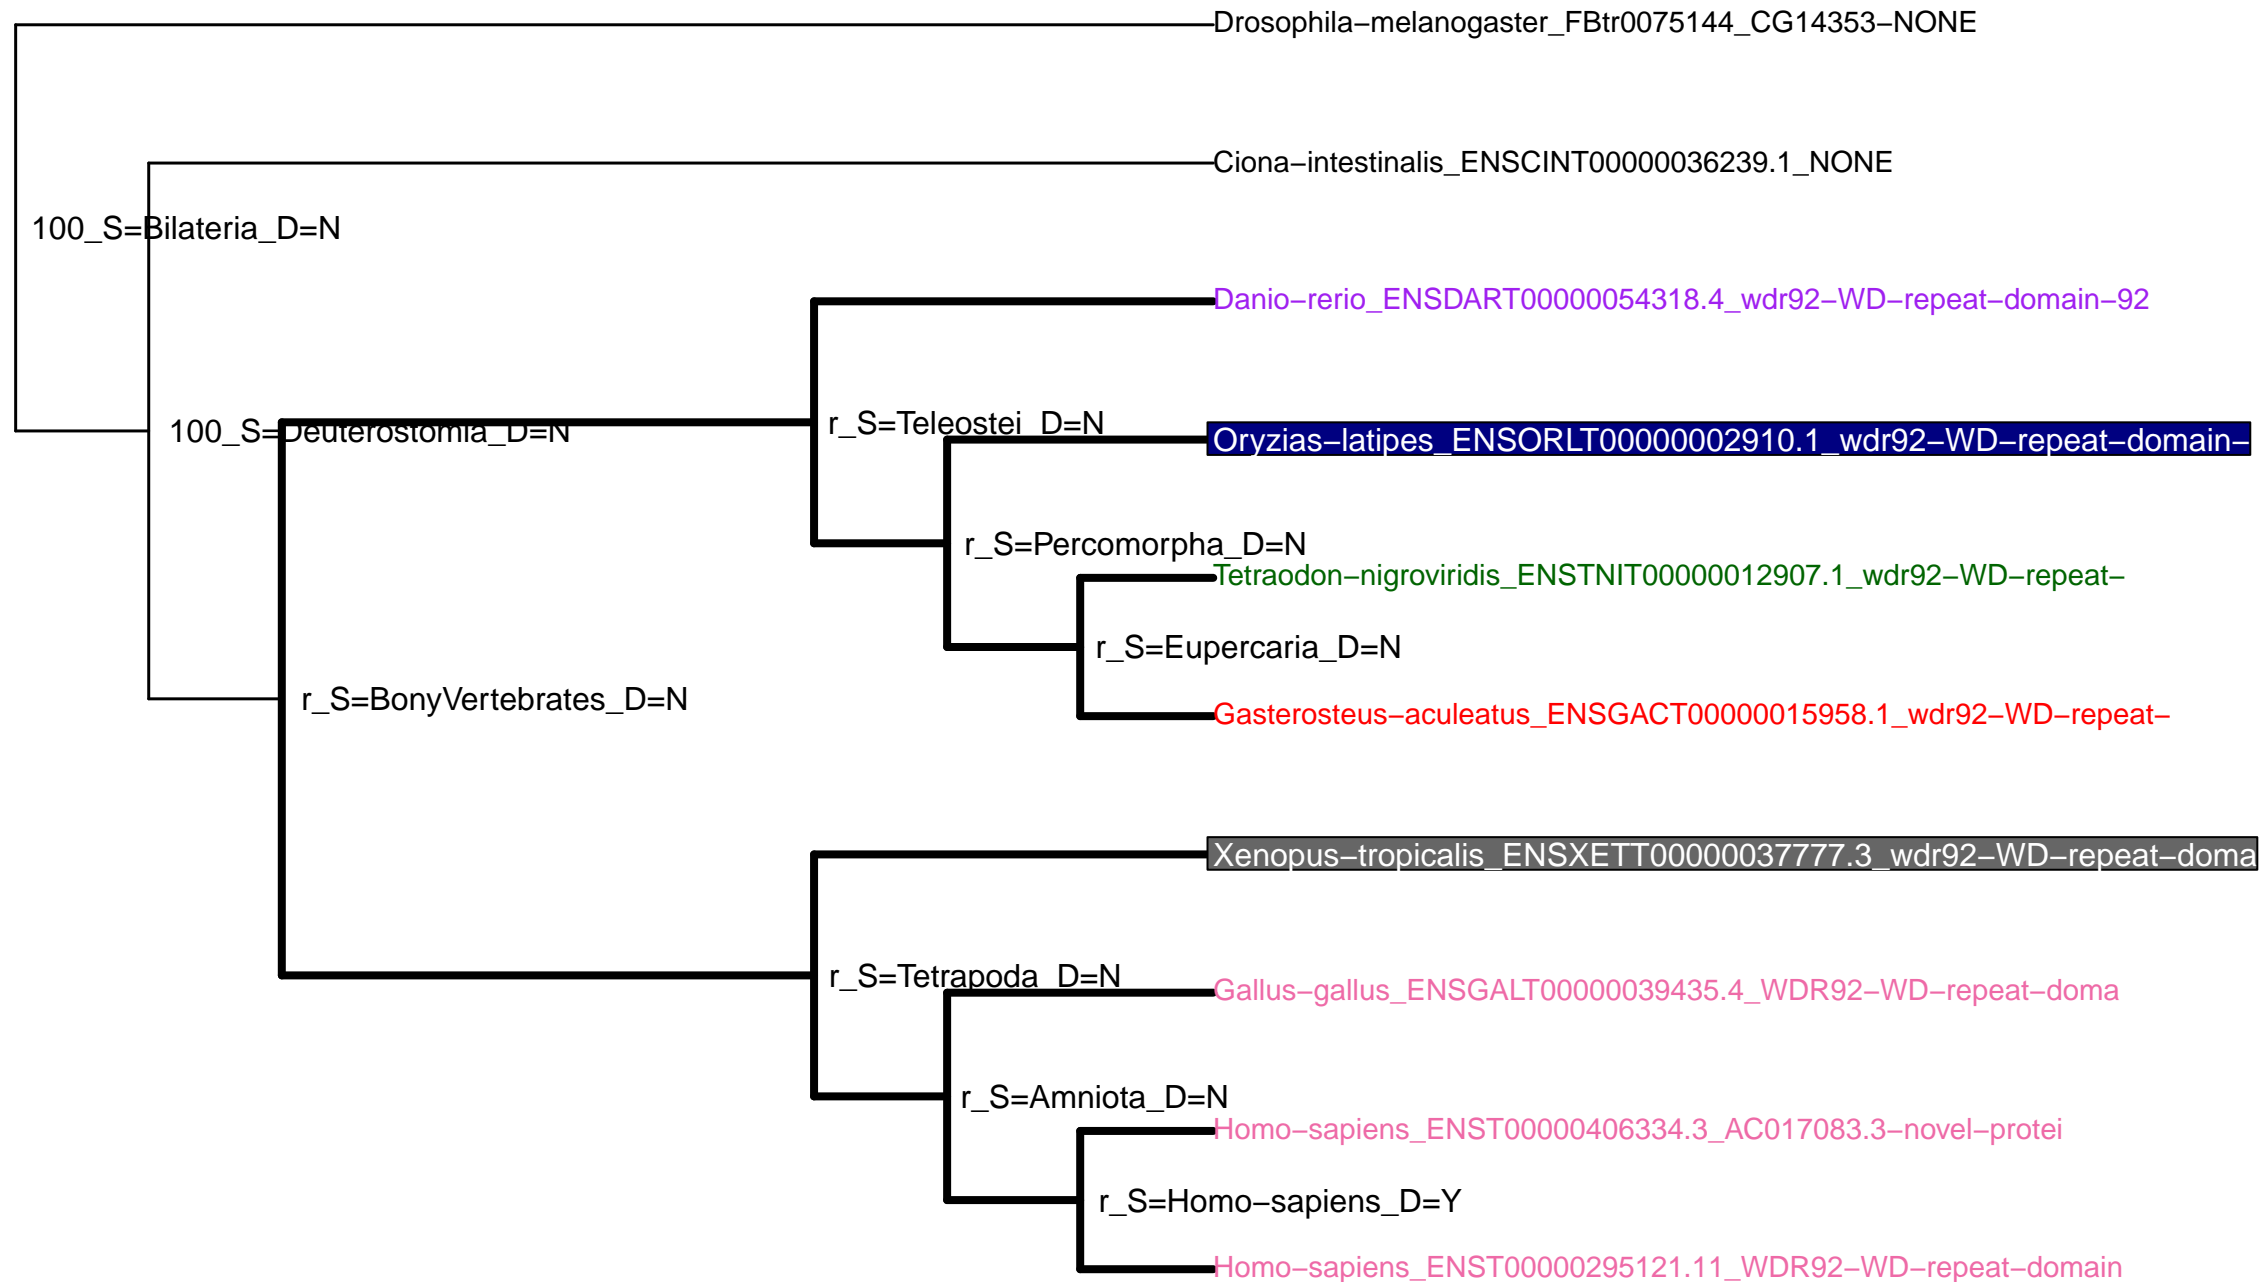 Drosophila−melanogaster_FBtr0075144_CG14353−NONE
Ciona−intestinalis_ENSCINT00000036239.1_NONE
100_S=Bilateria_D=N
Danio−rerio_ENSDART00000054318.4_wdr92−WD−repeat−domain−92
r_S=Teleostei_D=N
100_S=Deuterostomia_D=N
Oryzias−latipes_ENSORLT00000002910.1_wdr92−WD−repeat−domain−
r_S=Percomorpha_D=N
Tetraodon−nigroviridis_ENSTNIT00000012907.1_wdr92−WD−repeat−
r_S=Eupercaria_D=N
r_S=BonyVertebrates_D=N
Gasterosteus−aculeatus_ENSGACT00000015958.1_wdr92−WD−repeat−
Xenopus−tropicalis_ENSXETT00000037777.3_wdr92−WD−repeat−doma
r_S=Tetrapoda_D=N
Gallus−gallus_ENSGALT00000039435.4_WDR92−WD−repeat−doma
r_S=Amniota_D=N
Homo−sapiens_ENST00000406334.3_AC017083.3−novel−protei
r_S=Homo−sapiens_D=Y
Homo−sapiens_ENST00000295121.11_WDR92−WD−repeat−domain